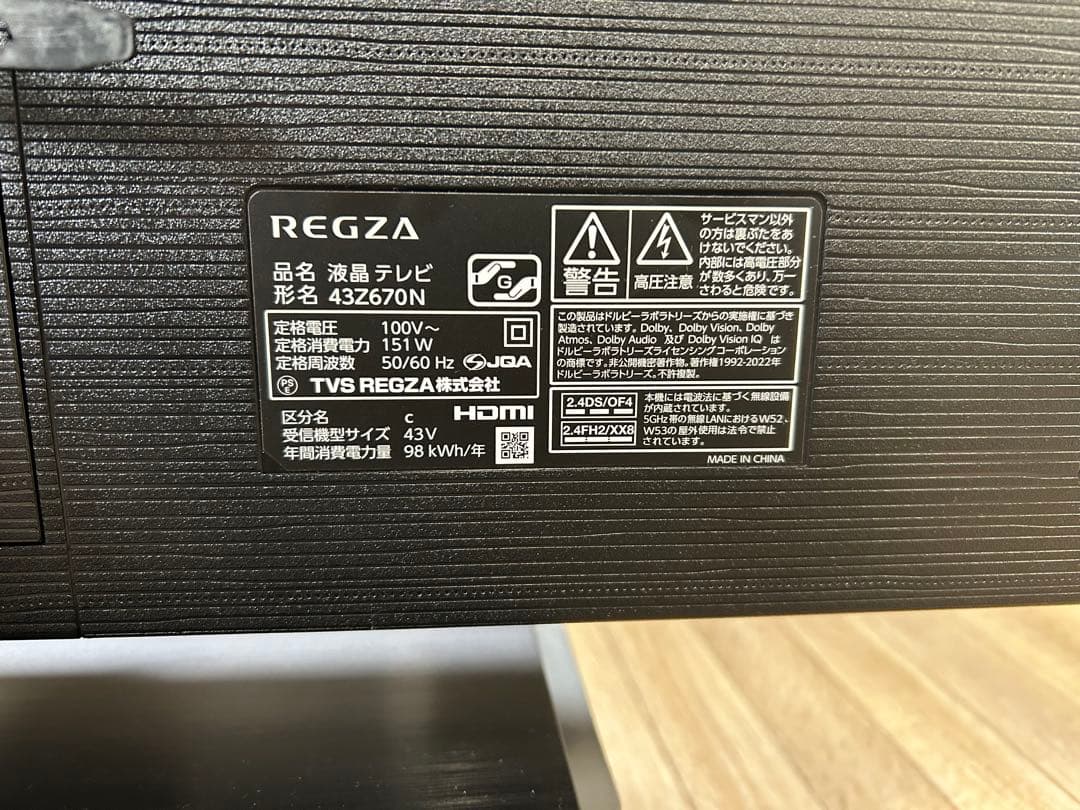 REGZA
品名 液晶テレビ
形名 43Z670N
G
定格電圧 100V～
定格消費電力 151W
定格周波数 50/60 Hz
JQA
PS
E
TVS REGZA株式会社
区分名 c
HDMI
受信機型サイズ 43V
年間消費電力量 98 kWh/年
警告
高圧注意
サービスマン以外
の方は裏ぶたをあ
けないでください。
内部には高電圧部分
が数多くあり、万一
さわると危険です。
この製品はドルビーラボラトリーズからの実施権に基づき
製造されています。Dolby、Dolby Vision、Dolby
Atmos、Dolby Audio 及び Dolby Vision IQ は
ドルビーラボラトリーズライセンシングコーポレーション
の商標です。非公開機密著作物。著作権1992-2022年
ドルビーラボラトリーズ。不許複製。
2.4DS/OF4
2.4FH2/XX8
本機には電波法に基づく無線設備
が内蔵されています。
5GHz帯の無線LANにおけるW52、
W53の屋外使用は法令で禁止
されています。
MADE IN CHINA